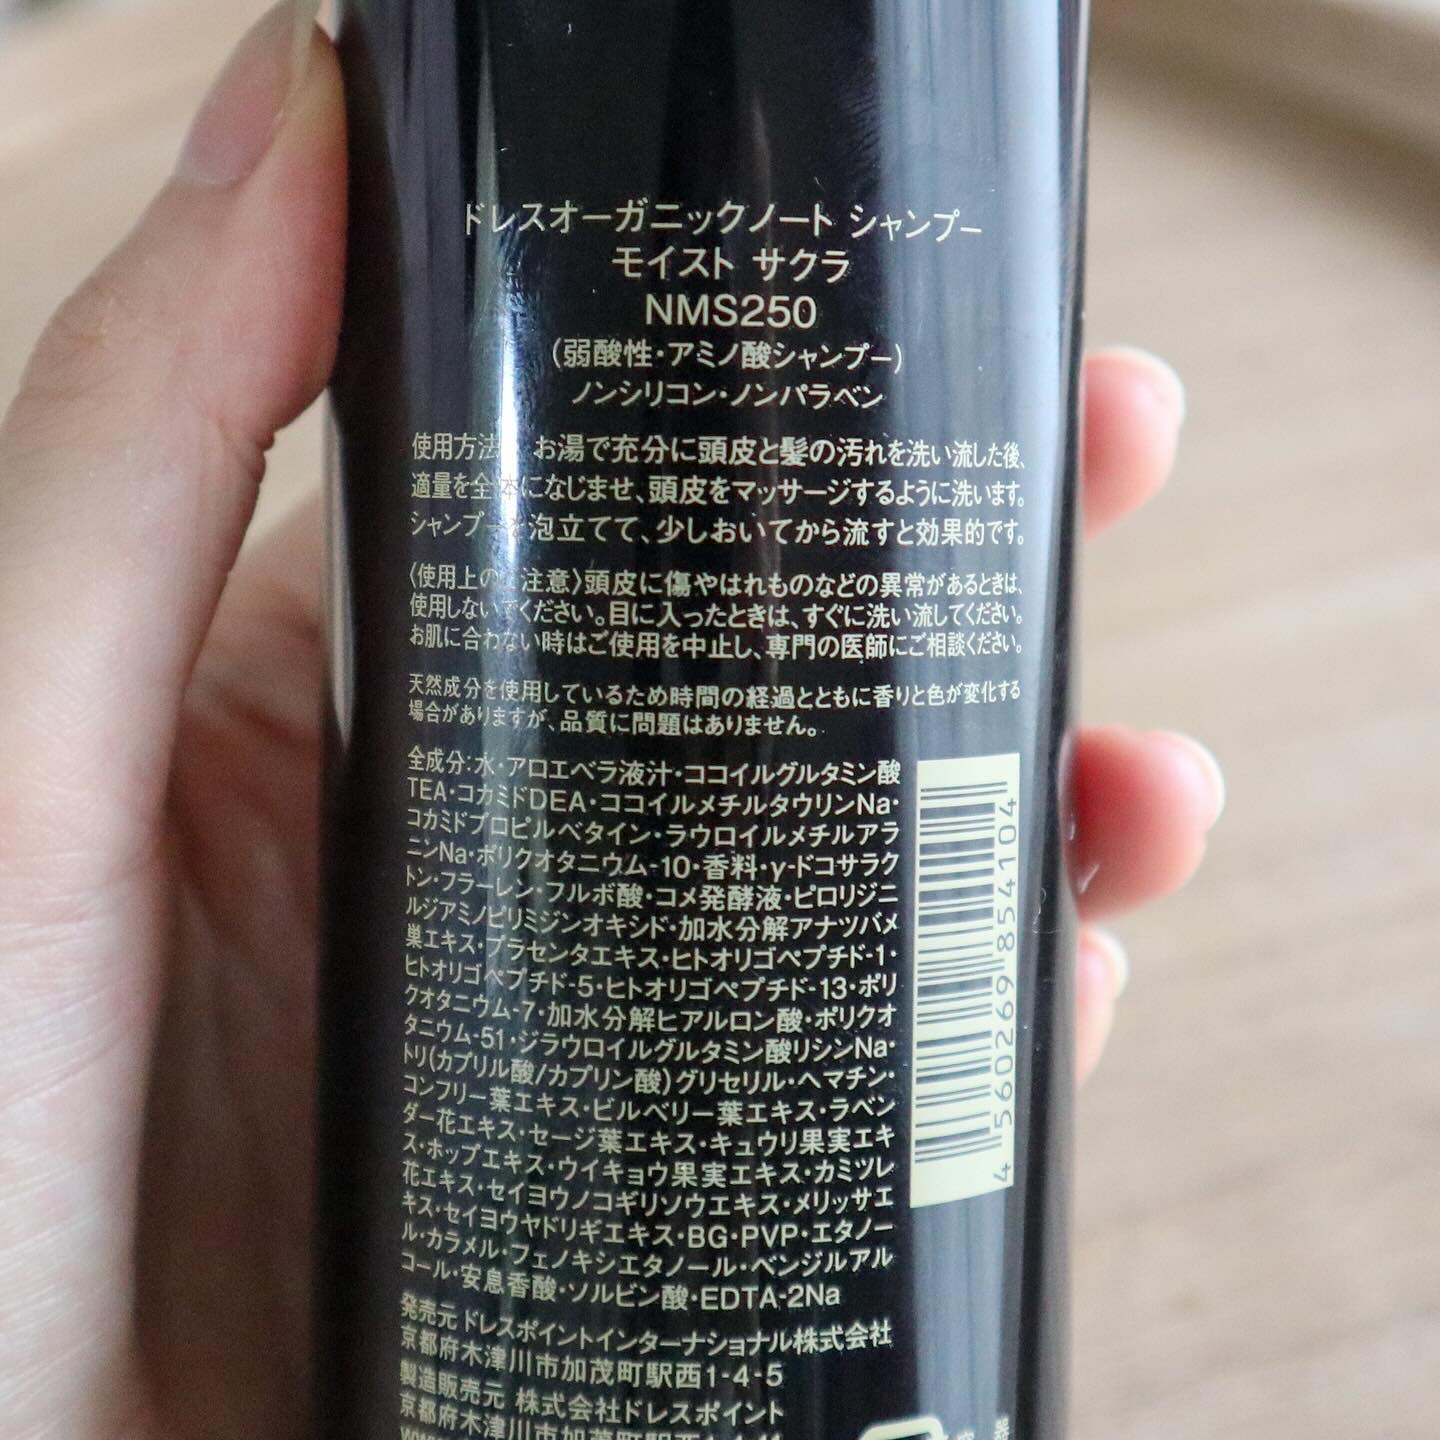 ドレスオーガニックノート シャンプー
モイスト サクラ
NMS250
(弱酸性・アミノ酸シャンプー)
ノンシリコン・ノンパラベン
使用方法 お湯で充分に頭皮と髪の汚れを洗い流した後、
適量を全体になじませ、頭皮をマッサージするように洗います。
シャンプーを泡立てて、少しおいてから流すと効果的です。
〈使用上のご注意〉頭皮に傷やはれものなどの異常があるときは、
使用しないでください。目に入ったときは、すぐに洗い流してください。
お肌に合わない時はご使用を中止し、専門の医師にご相談ください。
天然成分を使用しているため時間の経過とともに香りと色が変化する
場合がありますが、品質に問題はありません。
全成分:水・アロエベラ液汁・ココイルグルタミン酸
TEA・コカミドDEA・ココイルメチルタウリンNa・
コカミドプロピルベタイン・ラウロイルメチルアラ
ニンNa・ポリクオタニウム-10・香料・γ-ドコサラク
トン・フラーレン・フルボ酸・コメ発酵液・ピロリジニ
ルジアミノピリミジンオキシド・加水分解アナツバメ
巣エキス・プラセンタエキス・ヒトオリゴペプチド-1・
ヒトオリゴペプチド-5・ヒトオリゴペプチド-13・ポリ
クオタニウム-7・加水分解ヒアルロン酸・ポリクオ
タニウム-51・ジラウロイルグルタミン酸リシンNa・
トリ(カプリル酸/カプリン酸)グリセリル・ヘマチン・
コンフリー葉エキス・ビルベリー葉エキス・ラベン
ダー花エキス・セージ葉エキス・キュウリ果実エキ
ス・ホップエキス・ウイキョウ果実エキス・カミツレ
花エキス・セイヨウノコギリソウエキス・メリッサエ
キス・セイヨウヤドリギエキス・BG・PVP・エタノー
ル・カラメル・フェノキシエタノール・ベンジルアル
コール・安息香酸・ソルビン酸・EDTA-2Na
発売元 ドレスポイントインターナショナル株式会社
京都府木津川市加茂町駅西1-4-5
製造販売元 株式会社ドレスポイント
京都府木津川市加茂町駅西
4 560269 854104